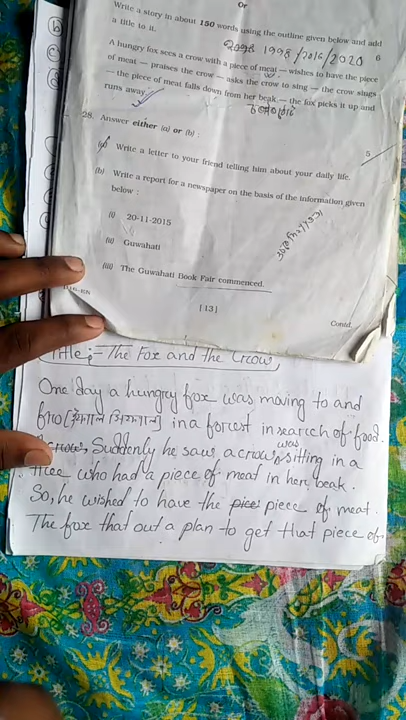 Or
Write a story in about 150 words using the outline given below and add
a title to it.
1998/2016/2020 6
A hungry fox sees a crow with a piece of meat — wishes to have the piece
of meat — praises the crow — asks the crow to sing — the crow sings
— the piece of meat falls down from her beak — the fox picks it up and
runs away.
28. Answer either (a) or (b) :
5
(a) Write a letter to your friend telling him about your daily life.
(b) Write a report for a newspaper on the basis of the information given
below :
(i) 20-11-2015
(ii) Guwahati
(iii) The Guwahati Book Fair commenced.
[ 13 ]
Contd.
Title:- The Fox and the Crow
One day a hungry fox was moving to and
in a forest in search of food.
Suddenly he saw a crow was sitting in a
tree who had a piece of meat in her beak.
So, he wished to have the piece of meat.
The fox that out a plan to get that piece of